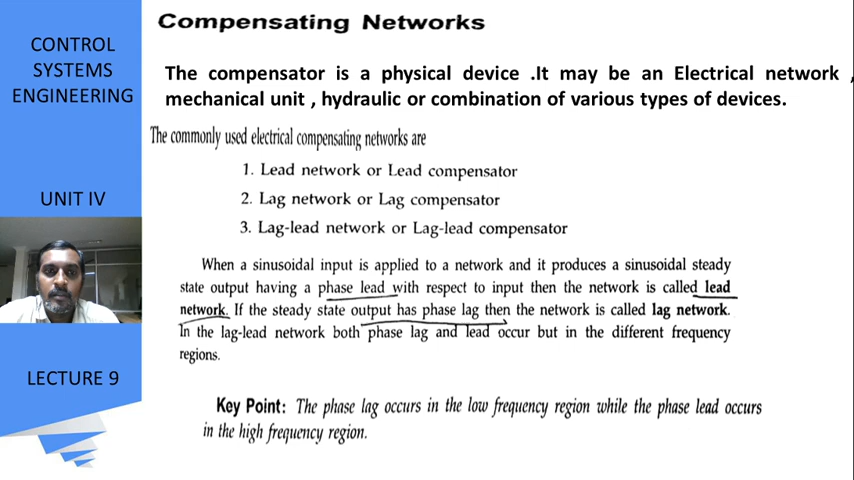 Compensating Networks
CONTROL
SYSTEMS
ENGINEERING
The compensator is a physical device .It may be an Electrical network ,
mechanical unit , hydraulic or combination of various types of devices.
The commonly used electrical compensating networks are
1. Lead network or Lead compensator
2. Lag network or Lag compensator
3. Lag-lead network or Lag-lead compensator
UNIT IV
When a sinusoidal input is applied to a network and it produces a sinusoidal steady
state output having a phase lead with respect to input then the network is called lead
network. If the steady state output has phase lag then the network is called lag network.
In the lag-lead network both phase lag and lead occur but in the different frequency
regions.
LECTURE 9
Key Point: The phase lag occurs in the low frequency region while the phase lead occurs
in the high frequency region.